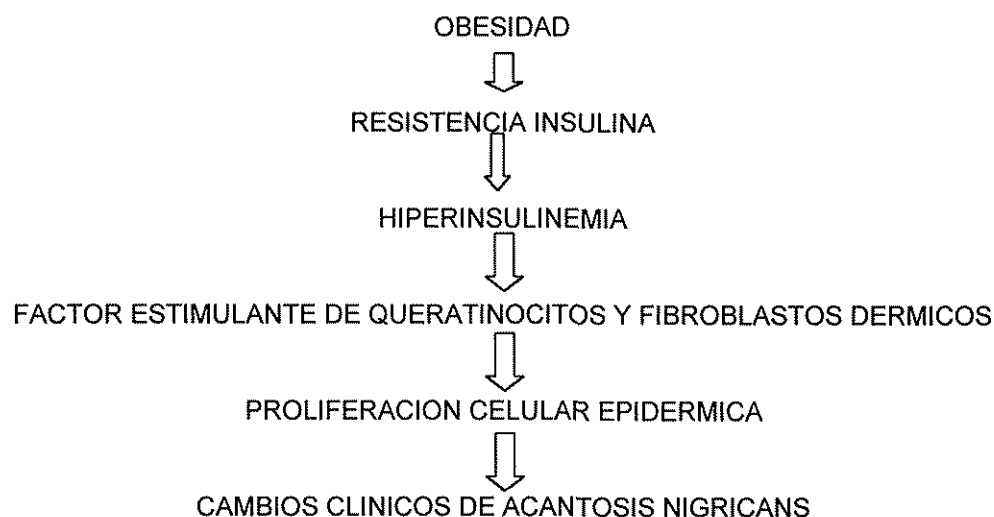 OBESIDAD
RESISTENCIA INSULINA
HIPERINSULINEMIA
FACTOR ESTIMULANTE DE QUERATINOCITOS Y FIBROBLASTOS DERMICOS
PROLIFERACION CELULAR EPIDERMICA
CAMBIOS CLINICOS DE ACANTOSIS NIGRICANS